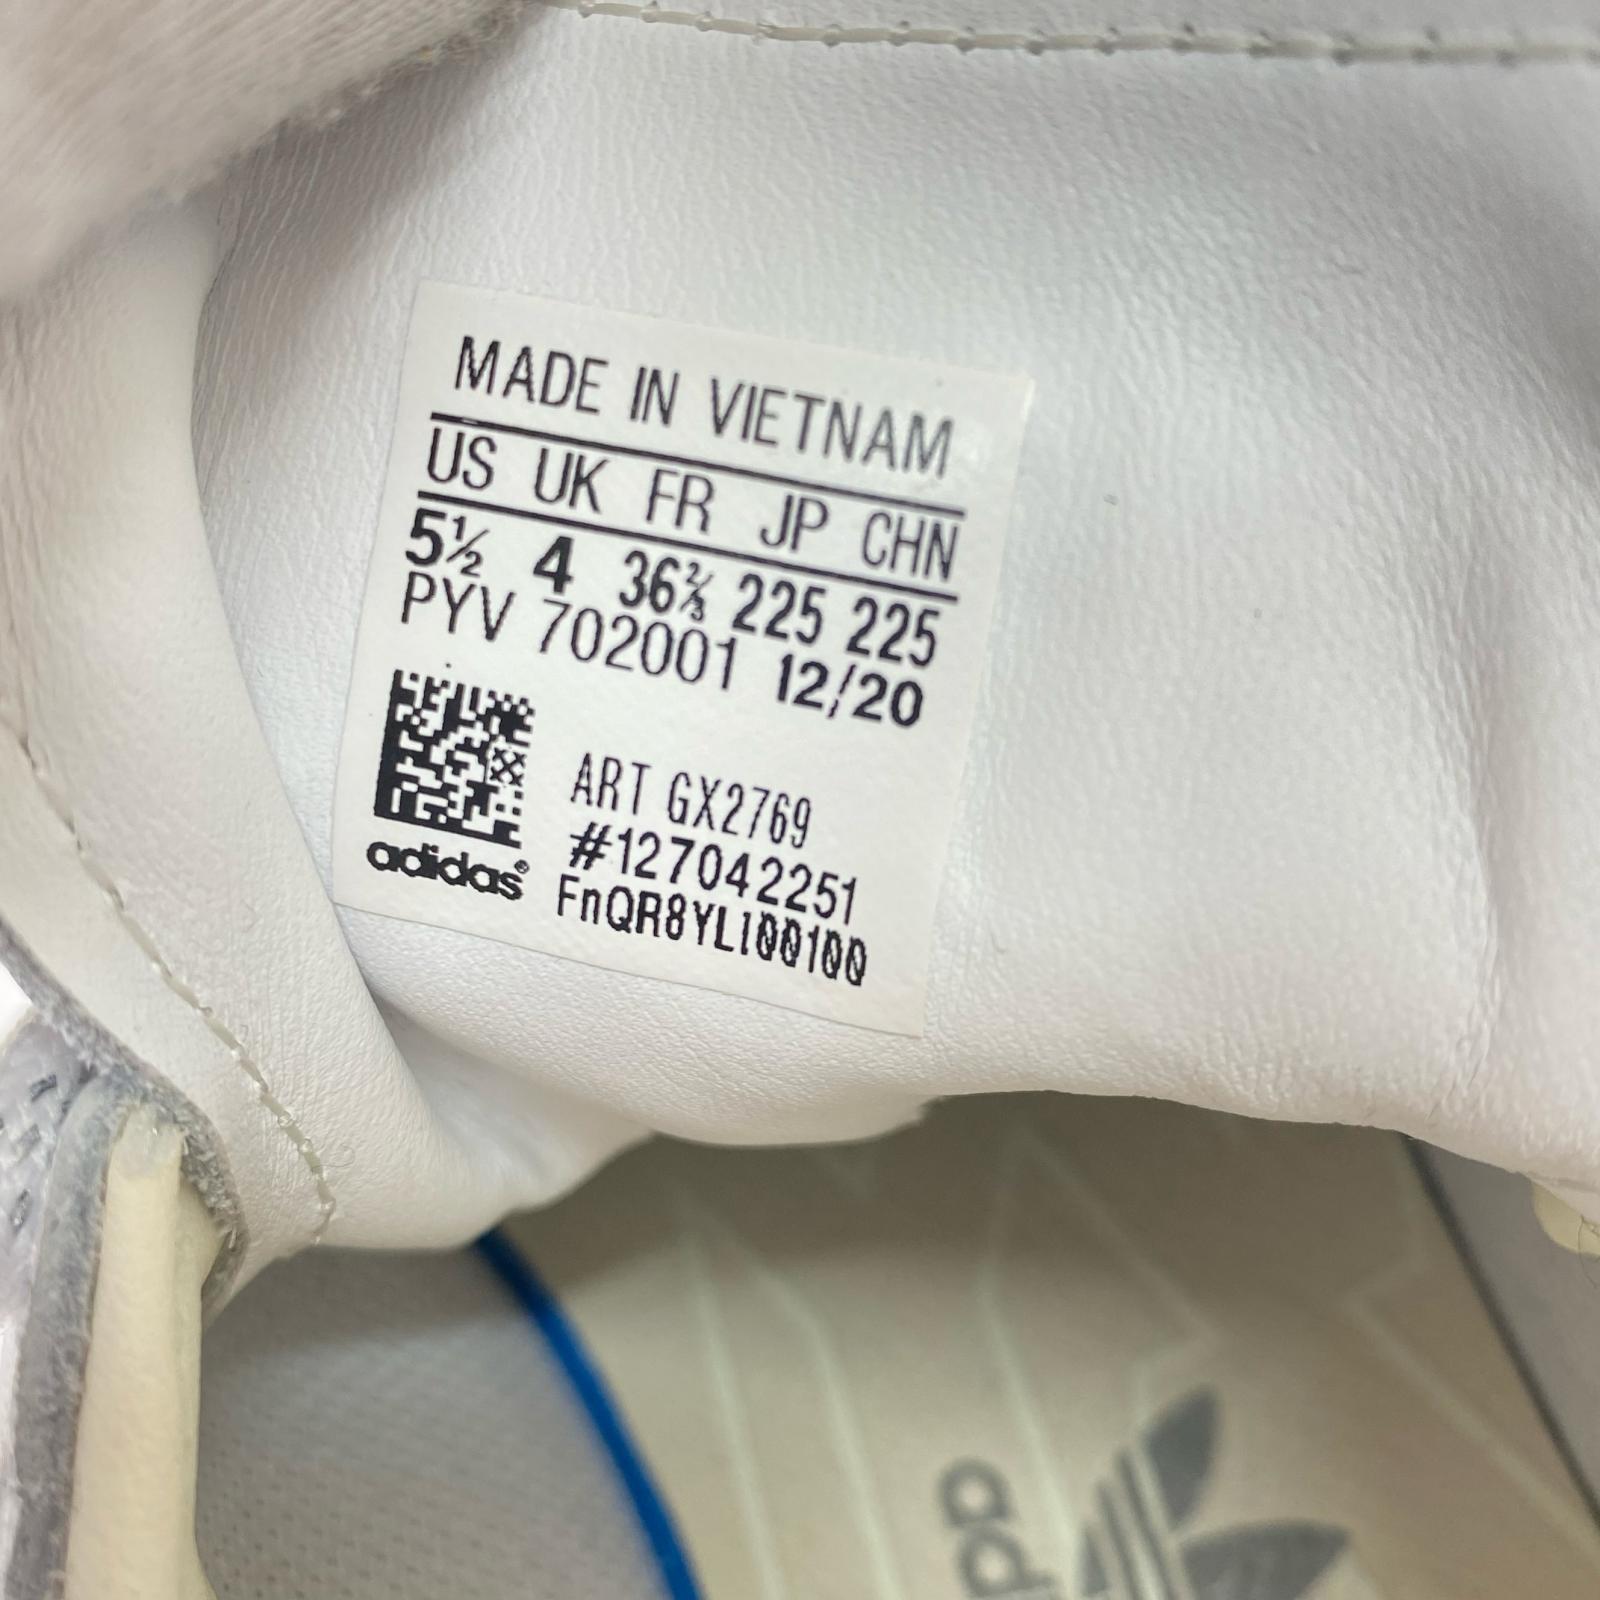 MADE IN VIETNAM
US UK FR JP CHN
5½ 4 36⅔ 225 225
PYV 702001 12/20
ART GX2769
#127042251
FnQR8YL100100
adidas®